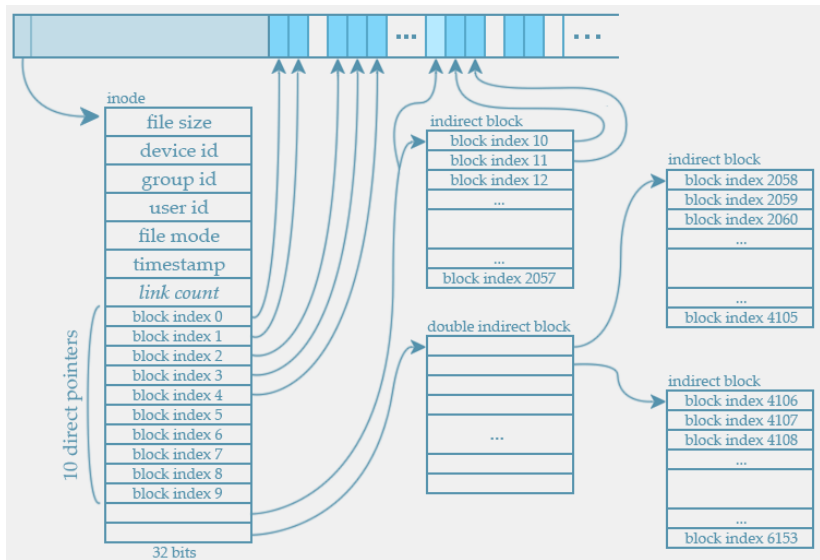 ...
...
inode
file size
device id
group id
user id
file mode
timestamp
link count
block index 0
block index 1
block index 2
block index 3
block index 4
block index 5
block index 6
block index 7
block index 8
block index 9
10 direct pointers
32 bits
indirect block
block index 10
block index 11
block index 12
...
...
block index 2057
double indirect block
...
indirect block
block index 2058
block index 2059
block index 2060
...
...
block index 4105
indirect block
block index 4106
block index 4107
block index 4108
...
...
block index 6153